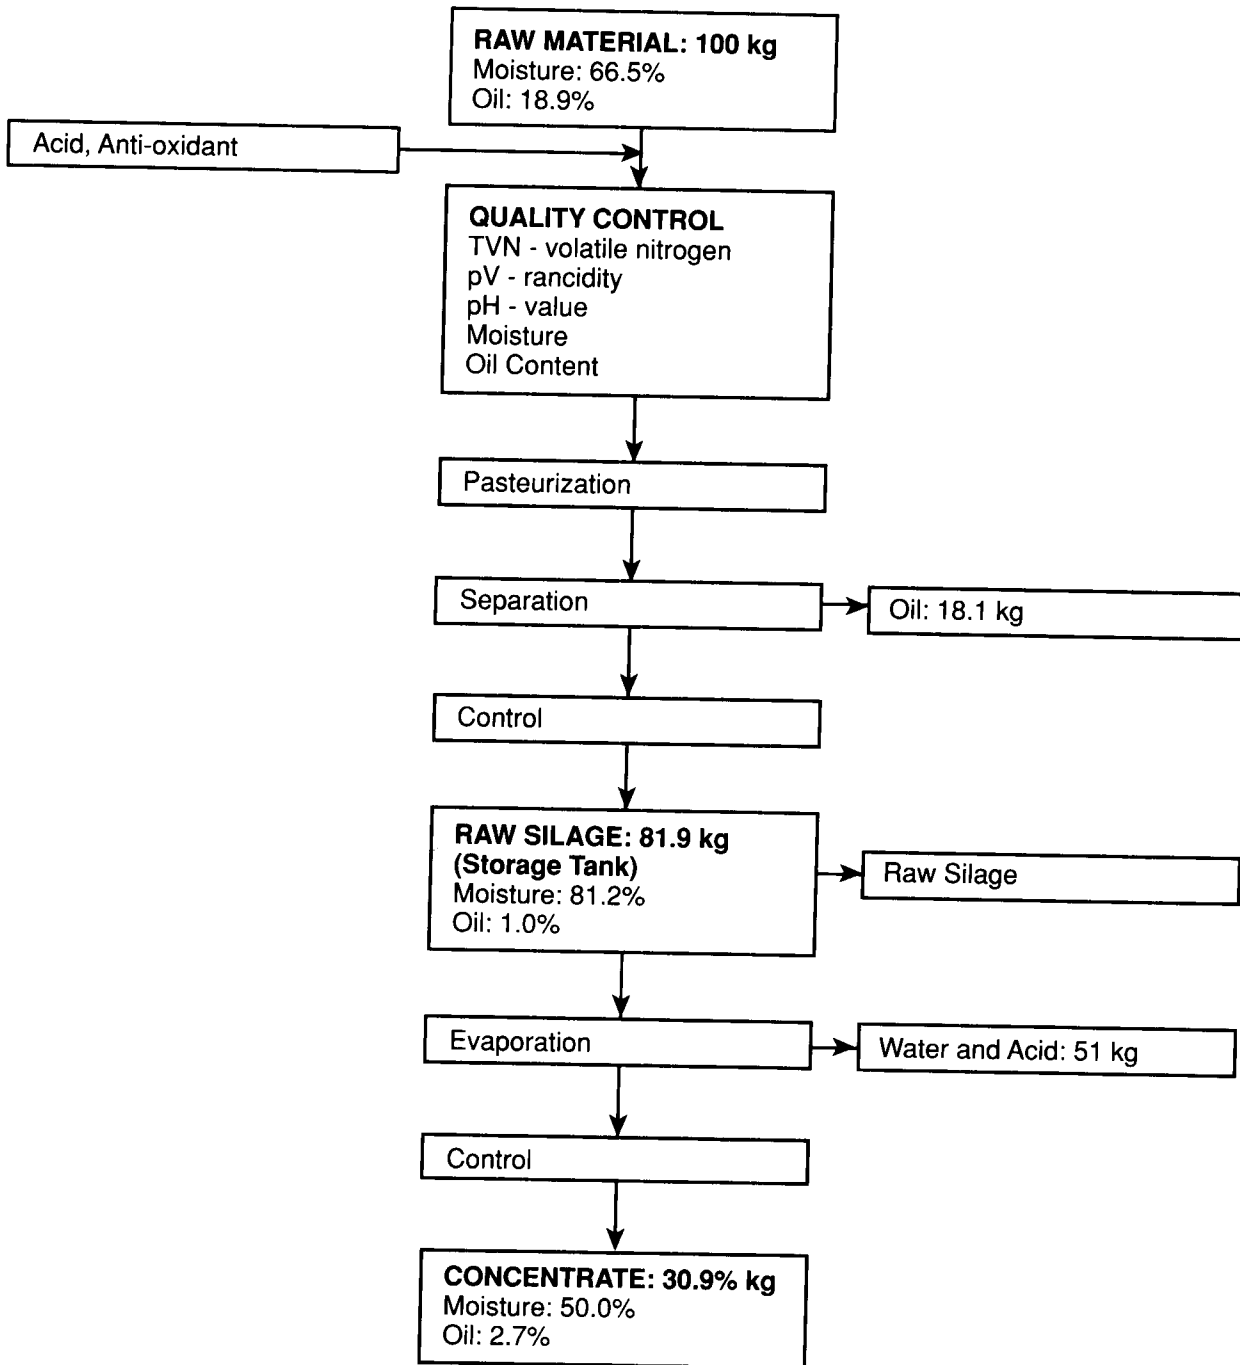 RAW MATERIAL: 100 kg
Moisture: 66.5%
Oil: 18.9%
Acid, Anti-oxidant
QUALITY CONTROL
TVN - volatile nitrogen
pV - rancidity
pH - value
Moisture
Oil Content
Pasteurization
Separation
Oil: 18.1 kg
Control
RAW SILAGE: 81.9 kg
(Storage Tank)
Moisture: 81.2%
Oil: 1.0%
Raw Silage
Evaporation
Water and Acid: 51 kg
Control
CONCENTRATE: 30.9% kg
Moisture: 50.0%
Oil: 2.7%